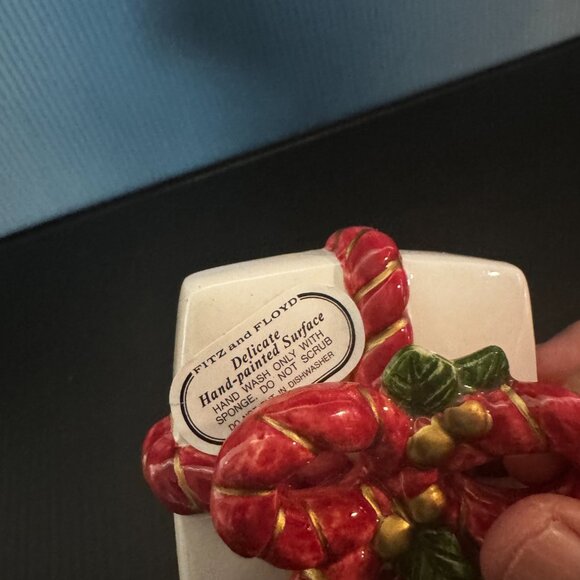 FITZ and FLOYD
Delicate
Hand-painted Surface
HAND WASH ONLY WITH
SPONGE. DO NOT SCRUB
IN DISHWASHER